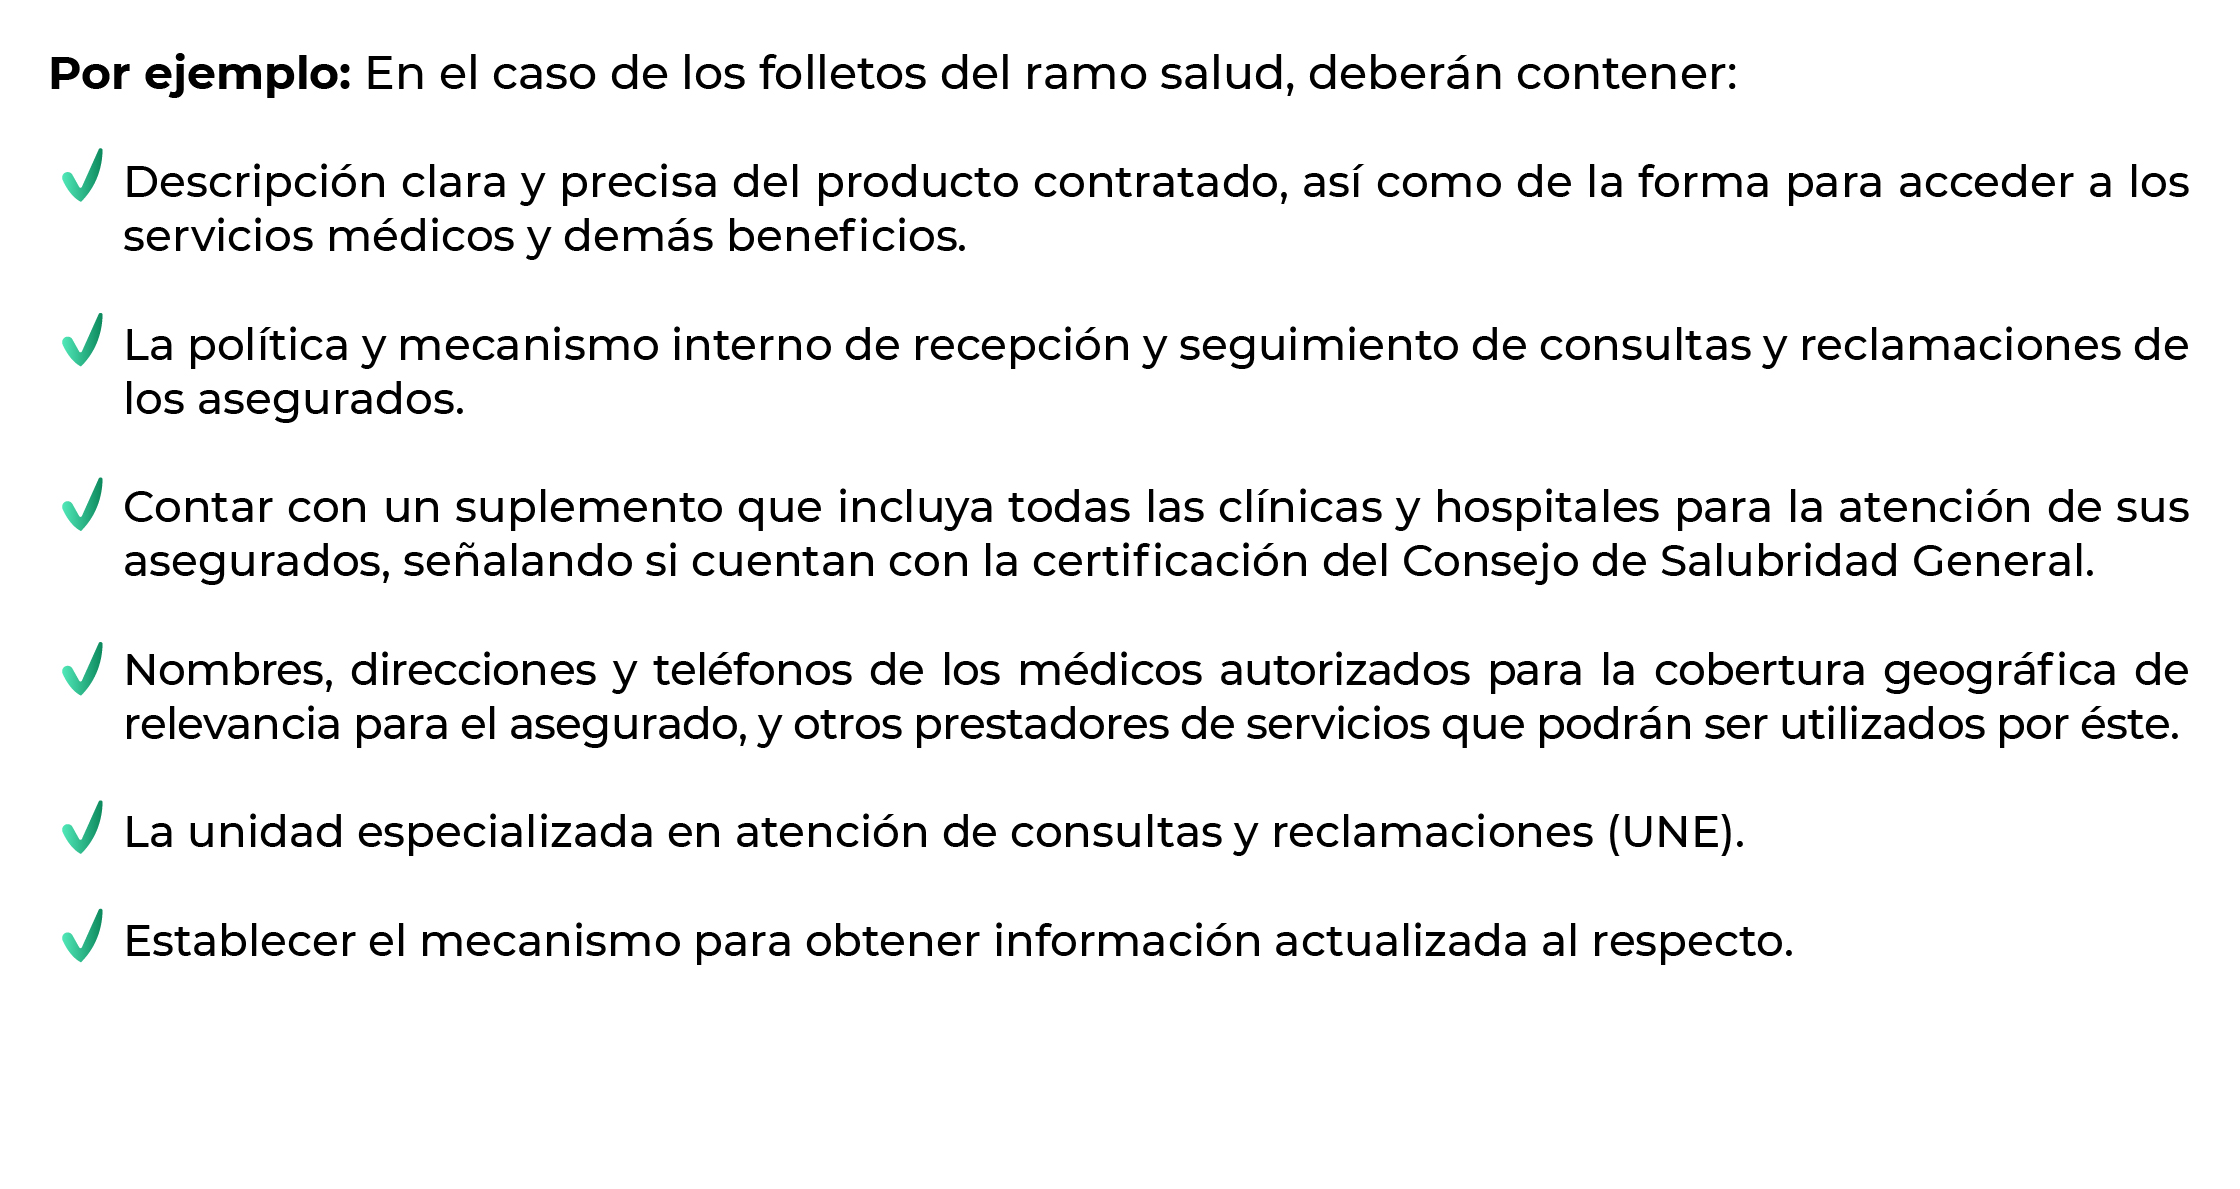 Por ejemplo: En el caso de los folletos del ramo salud, deberán contener:
Descripción clara y precisa del producto contratado, así como de la forma para acceder a los
servicios médicos y demás beneficios.
La política y mecanismo interno de recepción y seguimiento de consultas y reclamaciones de
los asegurados.
Contar con un suplemento que incluya todas las clínicas y hospitales para la atención de sus
asegurados, señalando si cuentan con la certificación del Consejo de Salubridad General.
Nombres, direcciones y teléfonos de los médicos autorizados para la cobertura geográfica de
relevancia para el asegurado, y otros prestadores de servicios que podrán ser utilizados por éste.
La unidad especializada en atención de consultas y reclamaciones (UNE).
Establecer el mecanismo para obtener información actualizada al respecto.